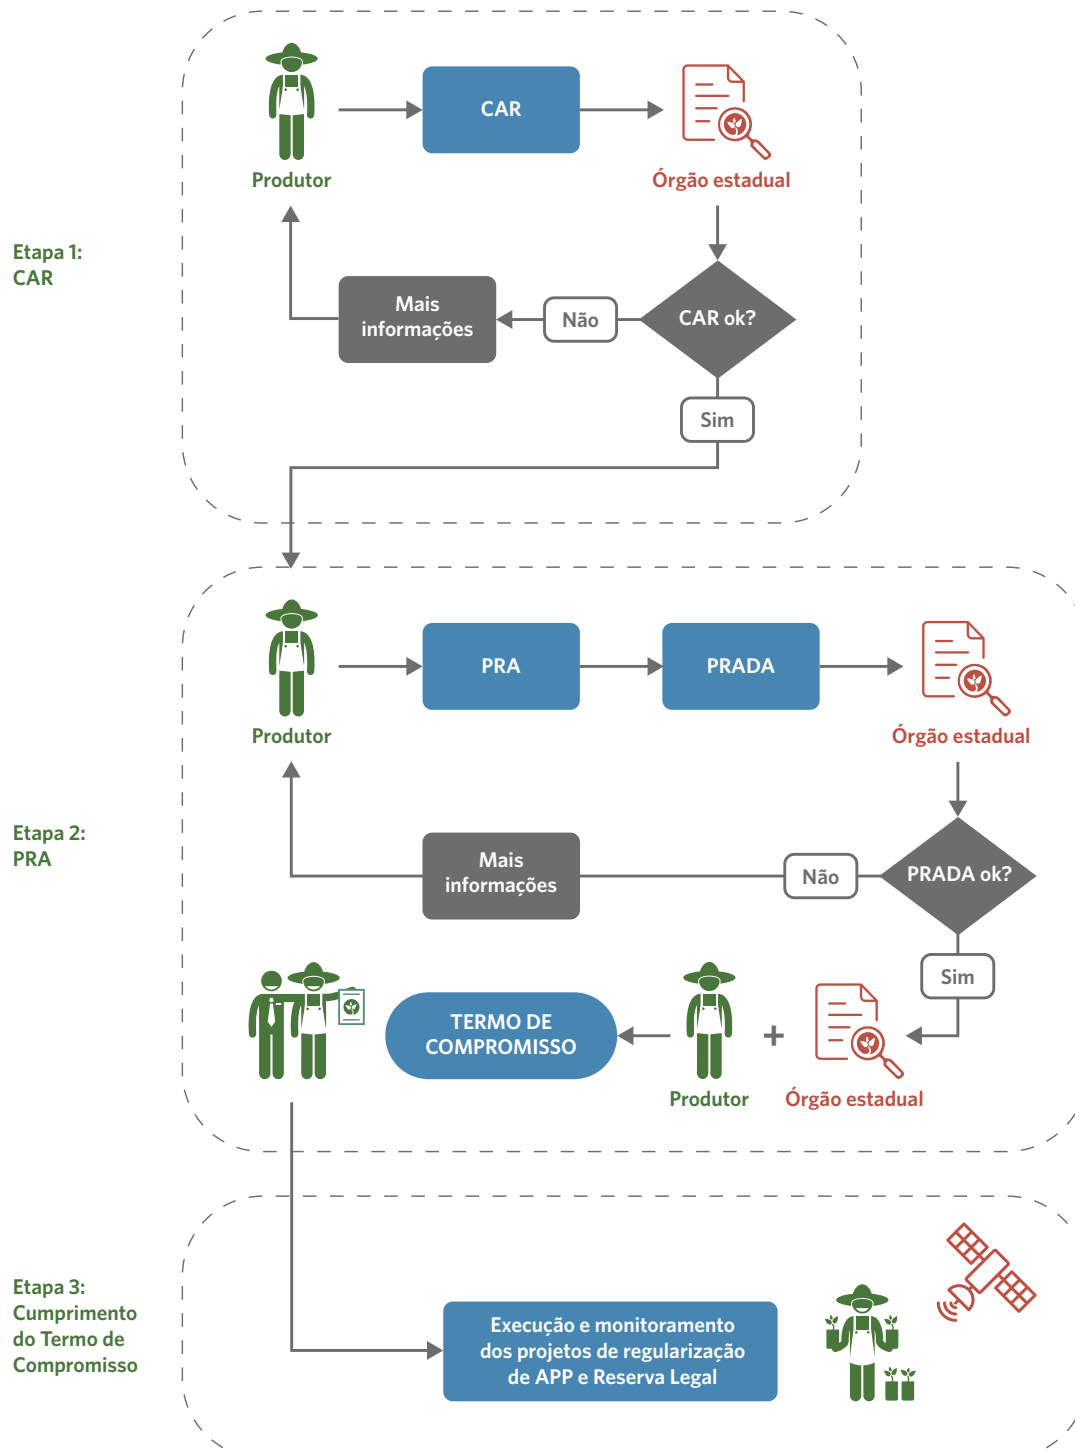 CAR
Produtor
Órgão estadual
Etapa 1:
CAR
Mais
informações
Não
CAR ok?
Sim
PRA
PRADA
Produtor
Órgão estadual
Etapa 2:
PRA
Mais
informações
Não
PRADA ok?
Sim
TERMO DE
COMPROMISSO
+
Produtor
Órgão estadual
Etapa 3:
Cumprimento
do Termo de
Compromisso
Execução e monitoramento
dos projetos de regularização
de APP e Reserva Legal